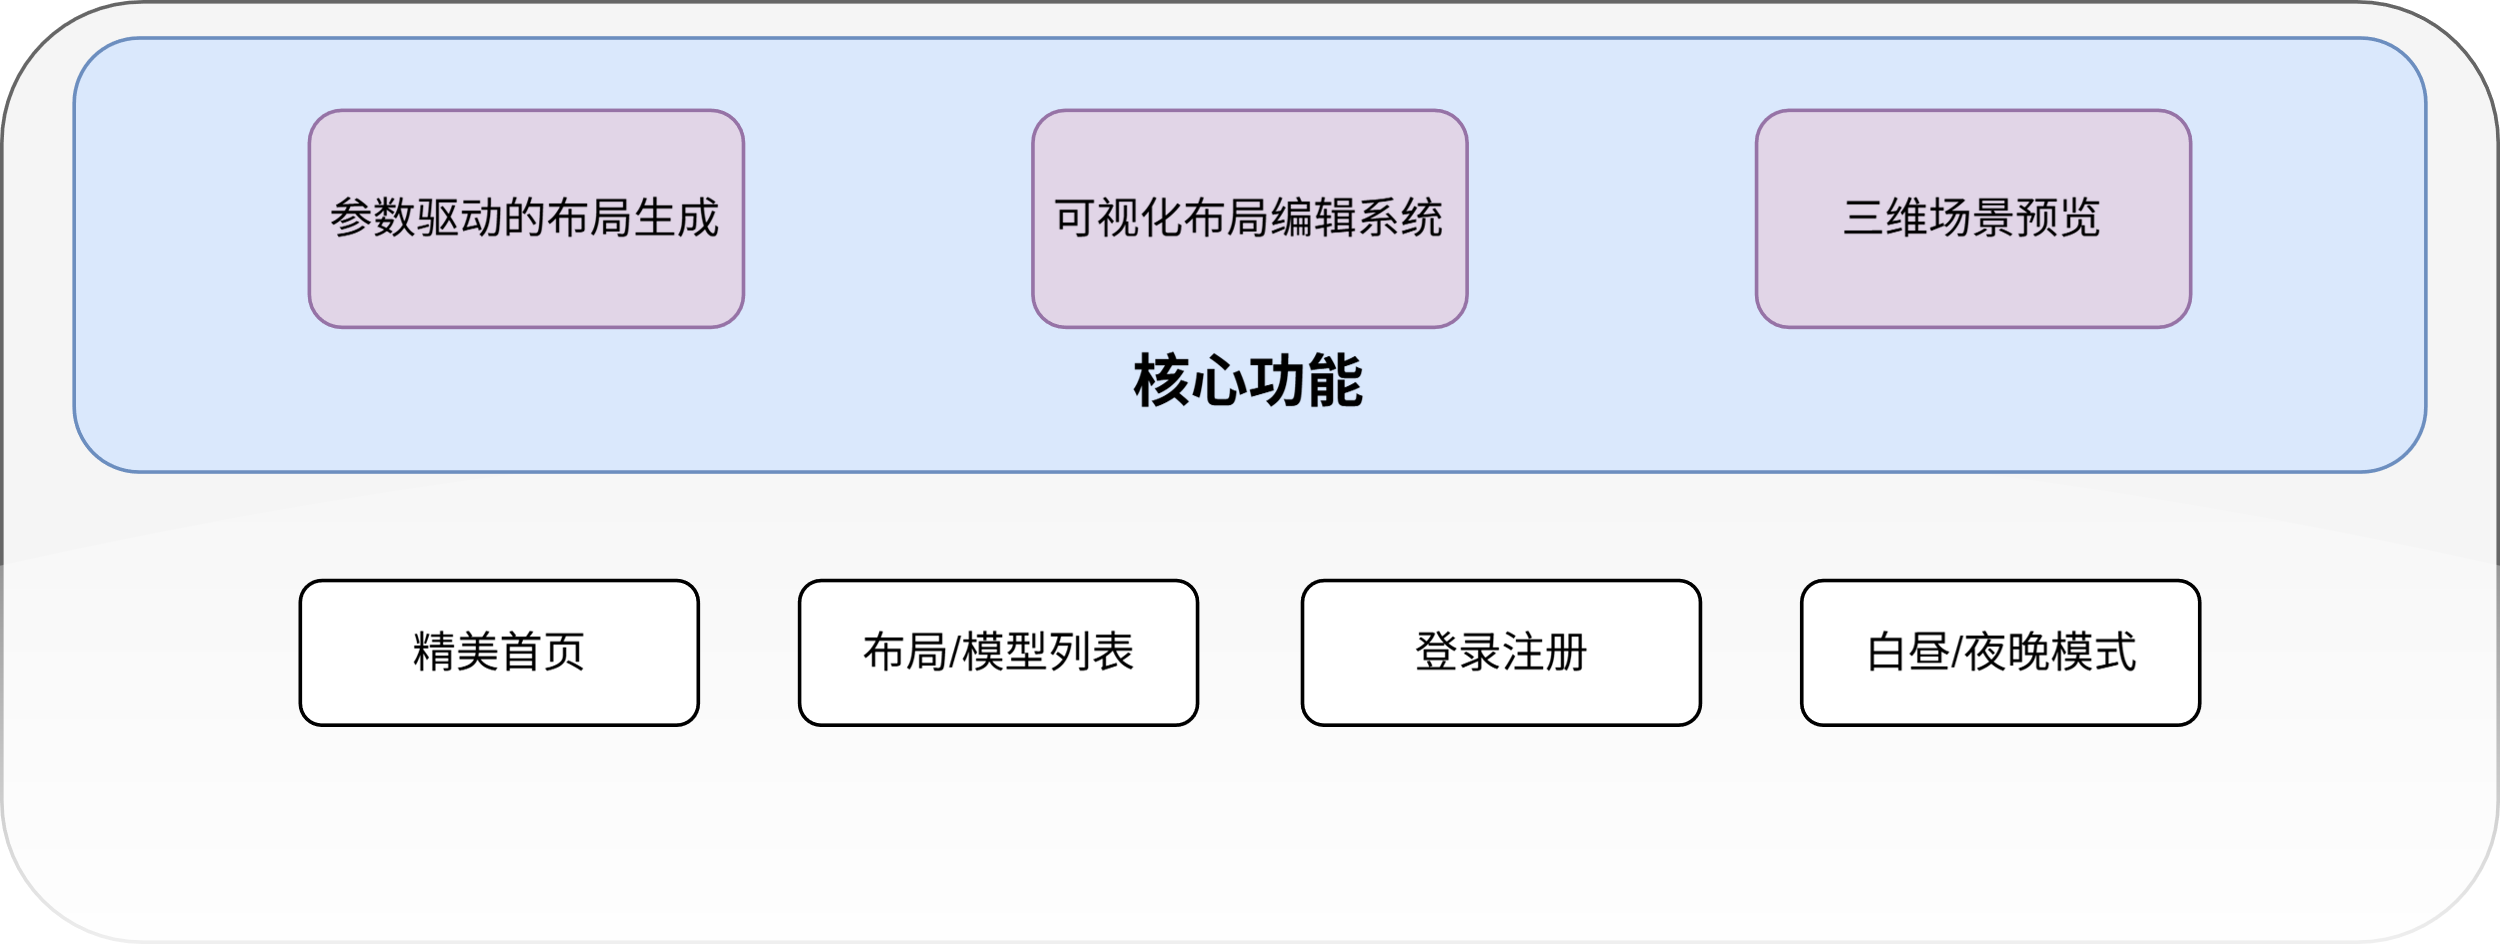 参数驱动的布局生成
可视化布局编辑系统
三维场景预览
核心功能
精美首页
布局/模型列表
登录注册
白昼/夜晚模式